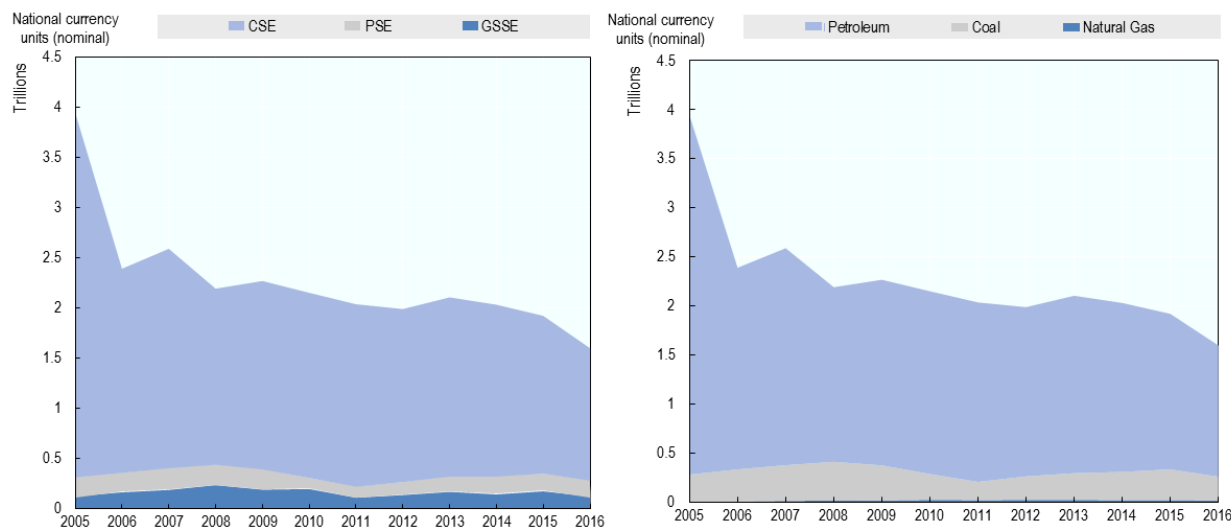 National currency
units (nominal)
CSE PSE GSSE
Trillions
4.5
4
3.5
3
2.5
2
1.5
1
0.5
0
2005 2006 2007 2008 2009 2010 2011 2012 2013 2014 2015 2016
National currency
units (nominal)
Petroleum Coal Natural Gas
Trillions
4.5
4
3.5
3
2.5
2
1.5
1
0.5
0
2005 2006 2007 2008 2009 2010 2011 2012 2013 2014 2015 2016